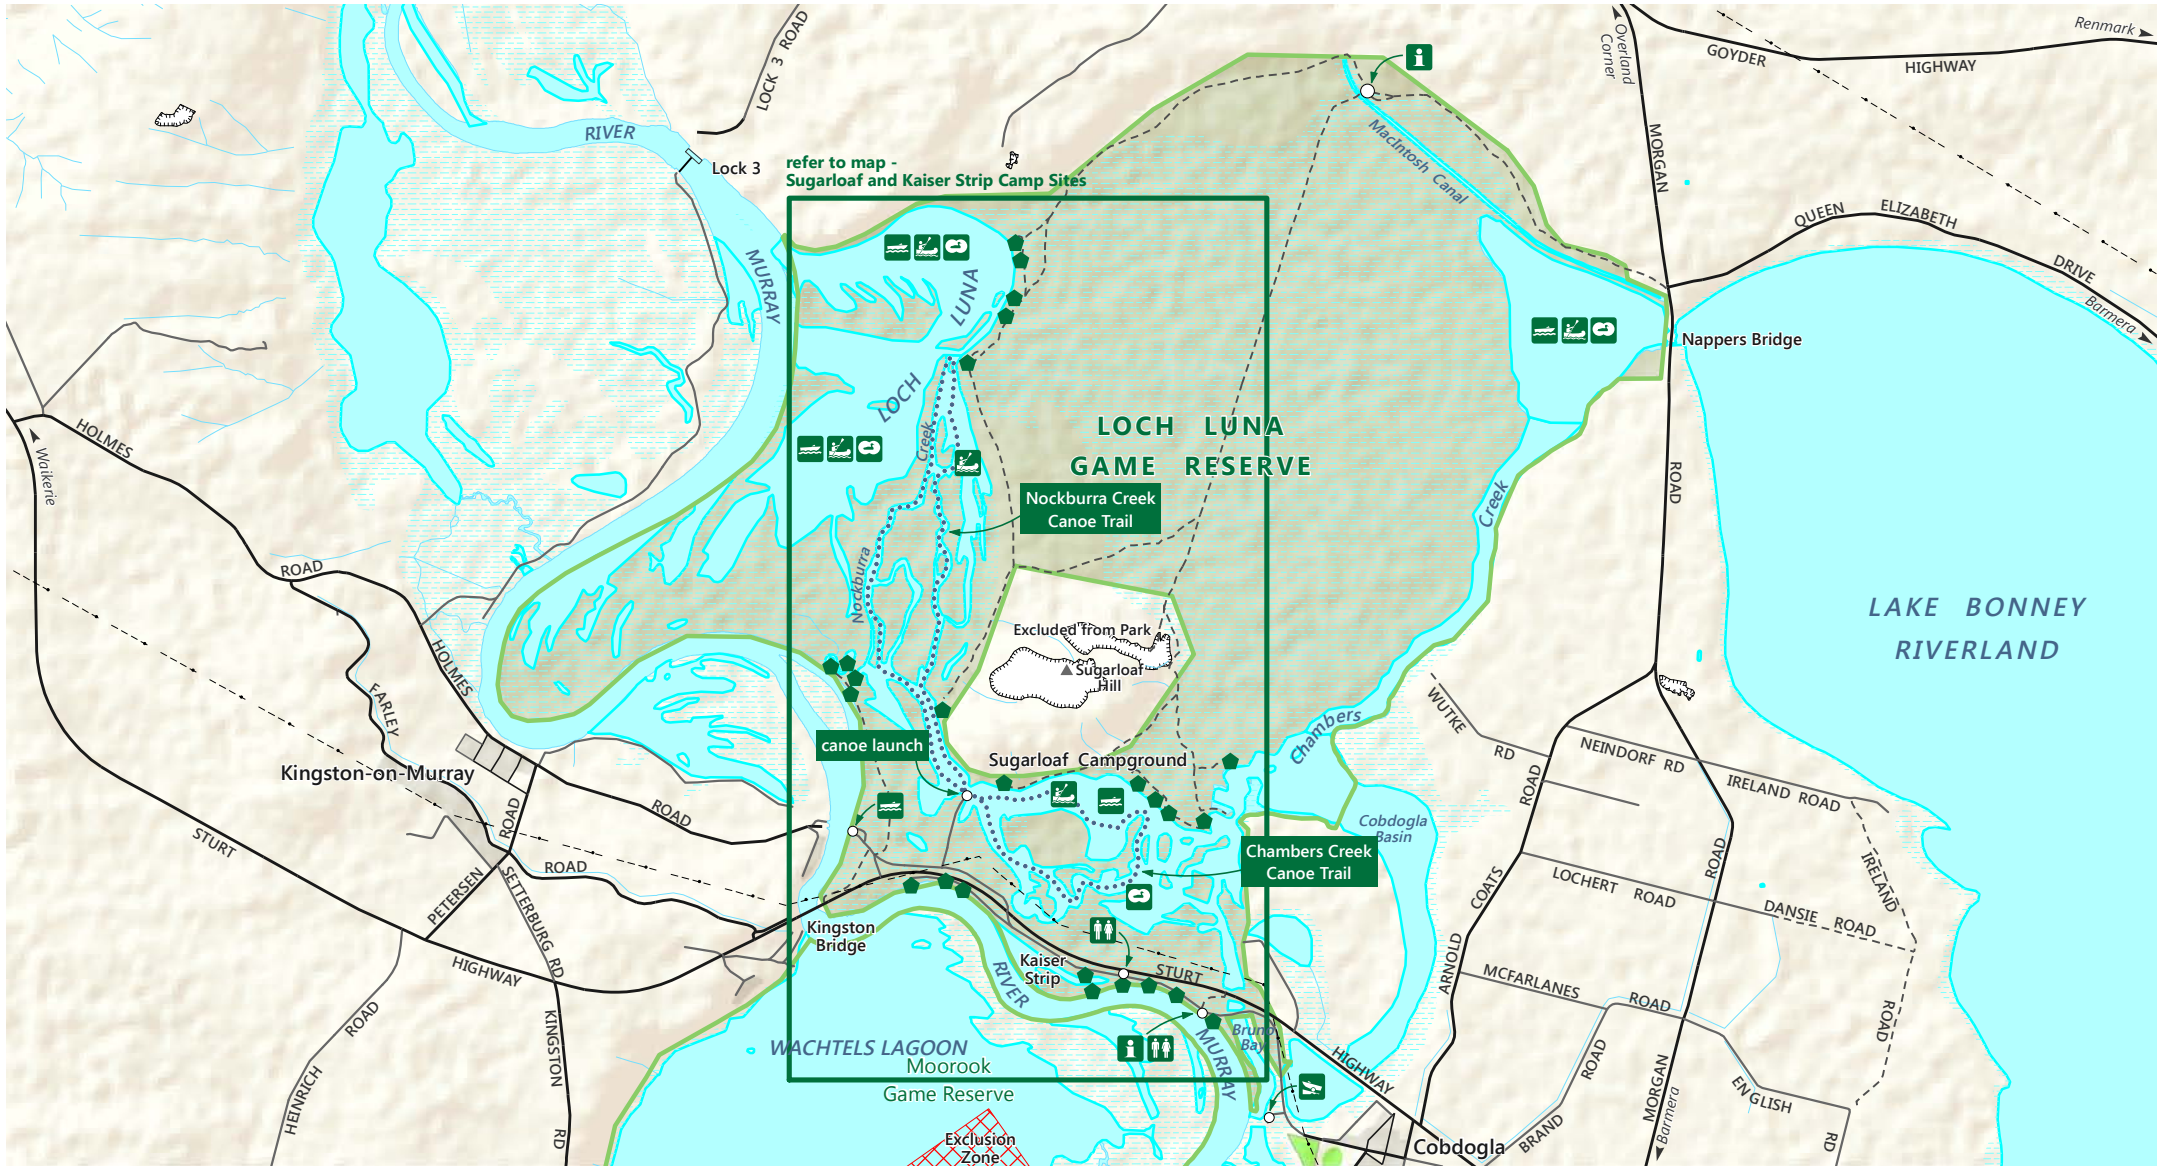 Renmark
GOYDER
HIGHWAY
Overland
Corner
LOCK 3 ROAD
RIVER
Lock 3
refer to map -
Sugarloaf and Kaiser Strip Camp Sites
i
MacIntosh Canal
MORGAN
QUEEN ELIZABETH
DRIVE
Barmera
MURRAY
LUNA
LOCH
Nappers Bridge
Creek
LOCH LUNA
GAME RESERVE
Nockburra Creek
Canoe Trail
Nockburra
Creek
ROAD
HOLMES
Waikerie
ROAD
HOLMES
FARLEY
LAKE BONNEY
RIVERLAND
Excluded from Park
Sugarloaf
Hill
Chambers
WUTKE
RD
NEINDORF RD
IRELAND ROAD
canoe launch
Sugarloaf Campground
Kingston-on-Murray
ROAD
ROAD
ROAD
Cobdogla
Basin
Chambers Creek
Canoe Trail
STURT
ROAD
PETERSEN
SETTERBURG RD
HIGHWAY
Kingston
Bridge
Kaiser
Strip
STURT
RIVER
COATS
ROAD
IRELAND
LOCHERT ROAD
DANSIE ROAD
ARNOLD
MCFARLANES
ROAD
ROAD
ROAD
HEINRICH
KINGSTON
RD
WACHTELS LAGOON
Moorook
Game Reserve
i
MURRAY
Bruno
Bay
HIGHWAY
Exclusion
Zone
Cobdogla
BRAND
ROAD
MORGAN
Barmera
ENGLISH
RD